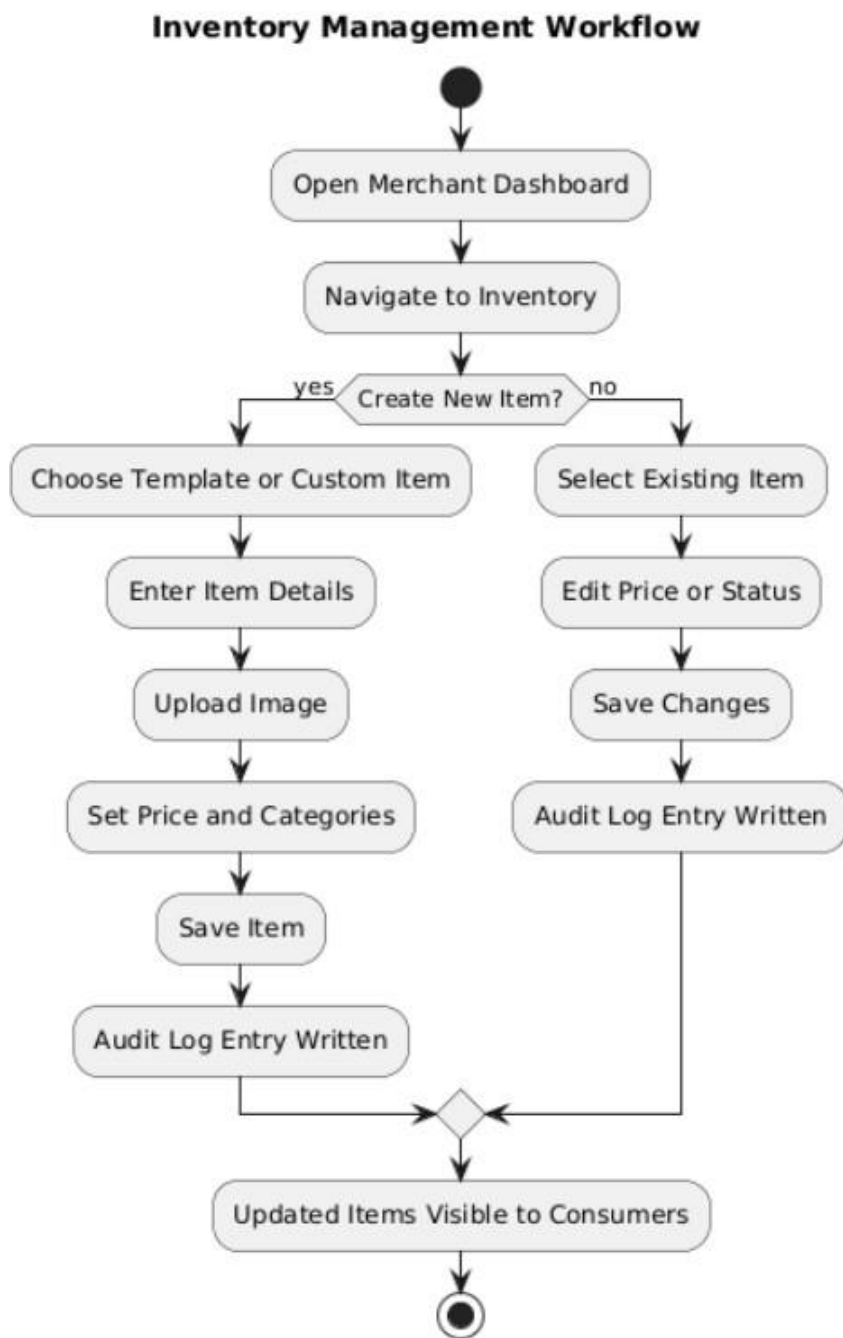 Inventory Management Workflow
Open Merchant Dashboard
Navigate to Inventory
yes
Create New Item?
no
Choose Template or Custom Item
Enter Item Details
Upload Image
Set Price and Categories
Save Item
Audit Log Entry Written
Select Existing Item
Edit Price or Status
Save Changes
Audit Log Entry Written
Updated Items Visible to Consumers